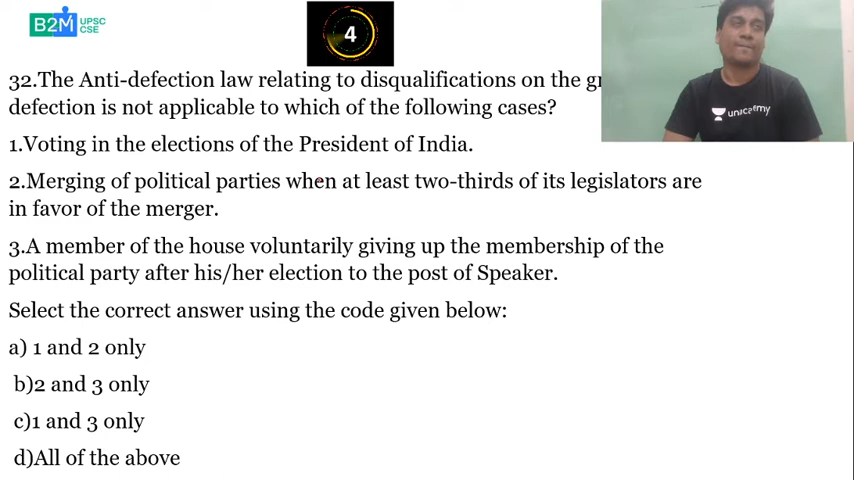 B2M UPSC
CSE
4
32.The Anti-defection law relating to disqualifications on the
defection is not applicable to which of the following cases?
unacademy
1.Voting in the elections of the President of India.
2.Merging of political parties when at least two-thirds of its legislators are
in favor of the merger.
3.A member of the house voluntarily giving up the membership of the
political party after his/her election to the post of Speaker.
Select the correct answer using the code given below:
a) 1 and 2 only
b)2 and 3 only
c)1 and 3 only
d)All of the above